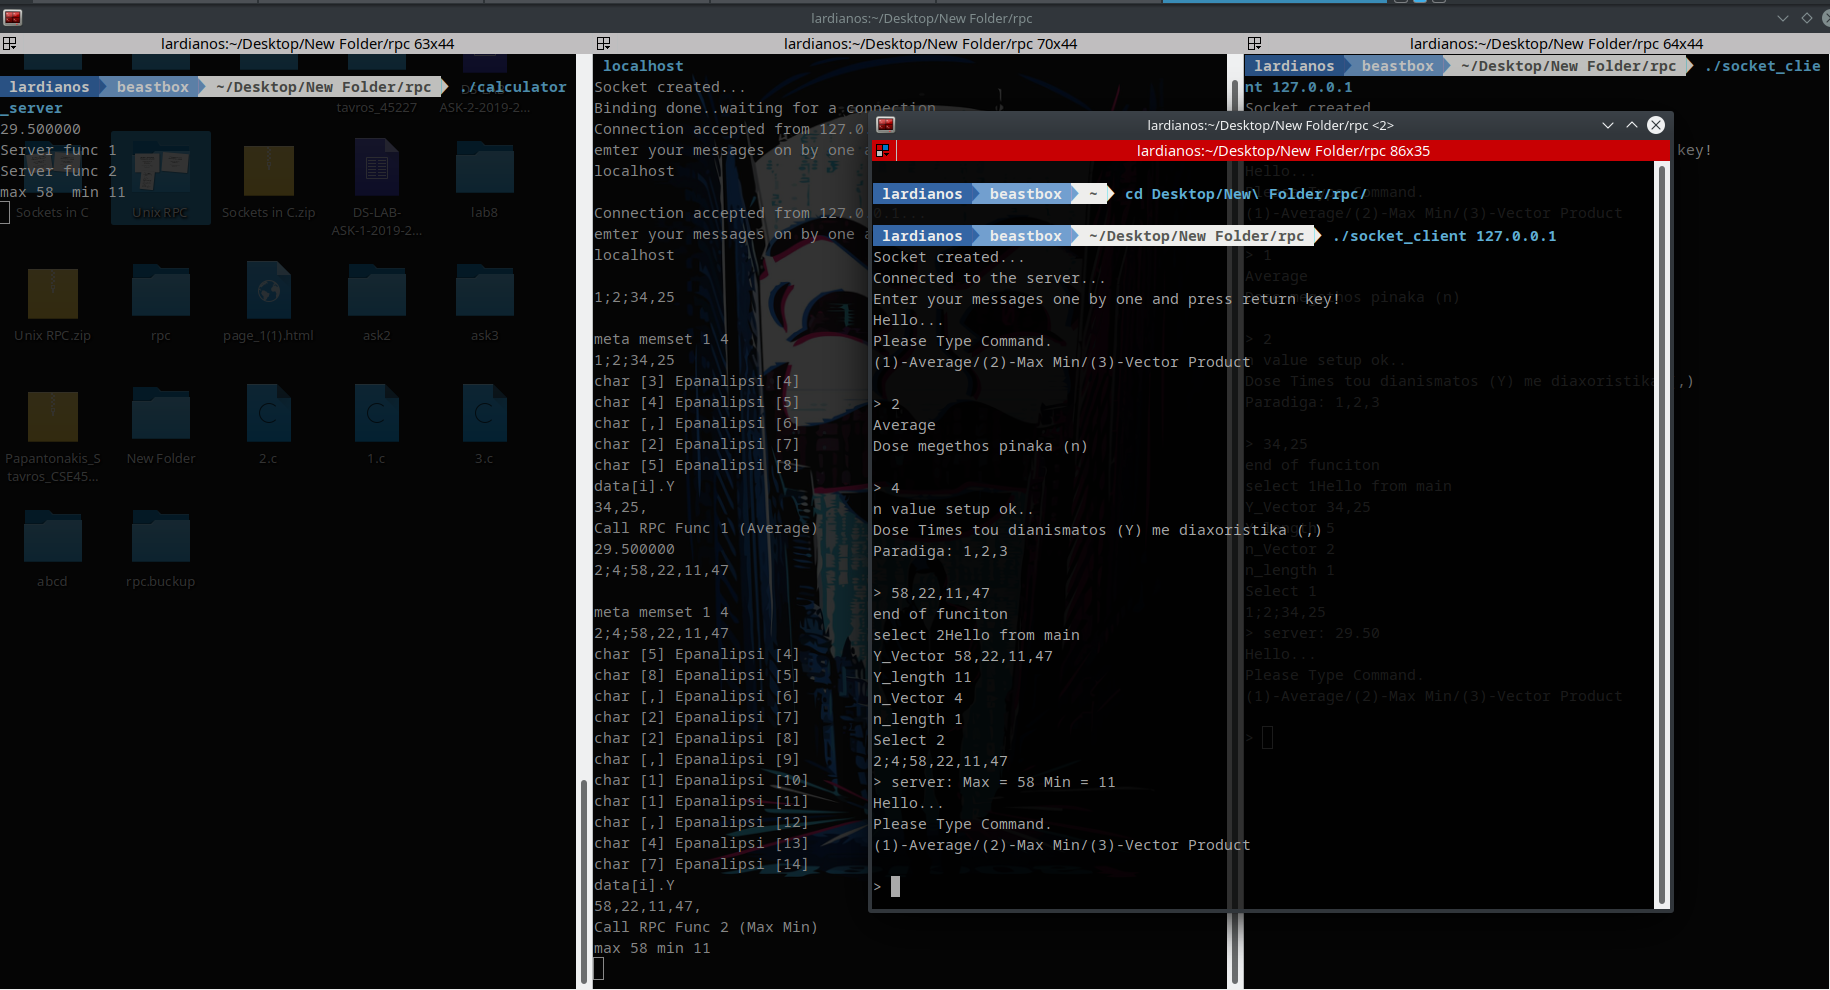 lardianos:~/Desktop/New Folder/rpc
lardianos:~/Desktop/New Folder/rpc 63x44
lardianos beastbox ~/Desktop/New Folder/rpc ./calculator
_server
29.500000
Server func 1
Server func 2
max 58  min 11
tavros_45227
ASK-2-2019-2...
Sockets in C
Unix RPC
Sockets in C.zip
DS-LAB-
ASK-1-2019-2...
lab8
Unix RPC.zip
rpc
page_1(1).html
ask2
ask3
Papantonakis_S
tavros_CSE45...
New Folder
2.c
1.c
3.c
abcd
rpc.buckup
lardianos:~/Desktop/New Folder/rpc 70x44
localhost
Socket created...
Binding done..waiting for a connection
Connection accepted from 127.0
emter your messages on by one a
localhost
Connection accepted from 127.0.0.1...
emter your messages on by one a
localhost
1;2;34,25
meta memset 1 4
1;2;34,25
char [3] Epanalipsi [4]
char [4] Epanalipsi [5]
char [,] Epanalipsi [6]
char [2] Epanalipsi [7]
char [5] Epanalipsi [8]
data[i].Y
34,25,
Call RPC Func 1 (Average)
29.500000
2;4;58,22,11,47
meta memset 1 4
2;4;58,22,11,47
char [5] Epanalipsi [4]
char [8] Epanalipsi [5]
char [,] Epanalipsi [6]
char [2] Epanalipsi [7]
char [2] Epanalipsi [8]
char [,] Epanalipsi [9]
char [1] Epanalipsi [10]
char [1] Epanalipsi [11]
char [,] Epanalipsi [12]
char [4] Epanalipsi [13]
char [7] Epanalipsi [14]
data[i].Y
58,22,11,47,
Call RPC Func 2 (Max Min)
max 58 min 11
lardianos:~/Desktop/New Folder/rpc <2>
lardianos:~/Desktop/New Folder/rpc 86x35
lardianos beastbox ~ cd Desktop/New\ Folder/rpc/
lardianos beastbox ~/Desktop/New Folder/rpc ./socket_client 127.0.0.1
Socket created...
Connected to the server...
Enter your messages one by one and press return key!
Hello...
Please Type Command.
(1)-Average/(2)-Max Min/(3)-Vector Product
> 2
Average
Dose megethos pinaka (n)
> 4
n value setup ok..
Dose Times tou dianismatos (Y) me diaxoristika (,)
Paradiga: 1,2,3
> 58,22,11,47
end of funciton
select 2Hello from main
Y_Vector 58,22,11,47
Y_length 11
n_Vector 4
n_length 1
Select 2
2;4;58,22,11,47
> server: Max = 58 Min = 11
Hello...
Please Type Command.
(1)-Average/(2)-Max Min/(3)-Vector Product
>
lardianos:~/Desktop/New Folder/rpc 64x44
lardianos beastbox ~/Desktop/New Folder/rpc ./socket_clie
nt 127.0.0.1
Socket created
key!
Hello...
Please Type Command.
(1)-Average/(2)-Max Min/(3)-Vector Product
> 1
Average
Dose megethos pinaka (n)
> 2
n value setup ok..
Dose Times tou dianismatos (Y) me diaxoristika (,)
Paradiga: 1,2,3
> 34,25
end of funciton
select 1Hello from main
Y_Vector 34,25
Y_length 5
n_Vector 2
n_length 1
Select 1
1;2;34,25
> server: 29.50
Hello...
Please Type Command.
(1)-Average/(2)-Max Min/(3)-Vector Product
>